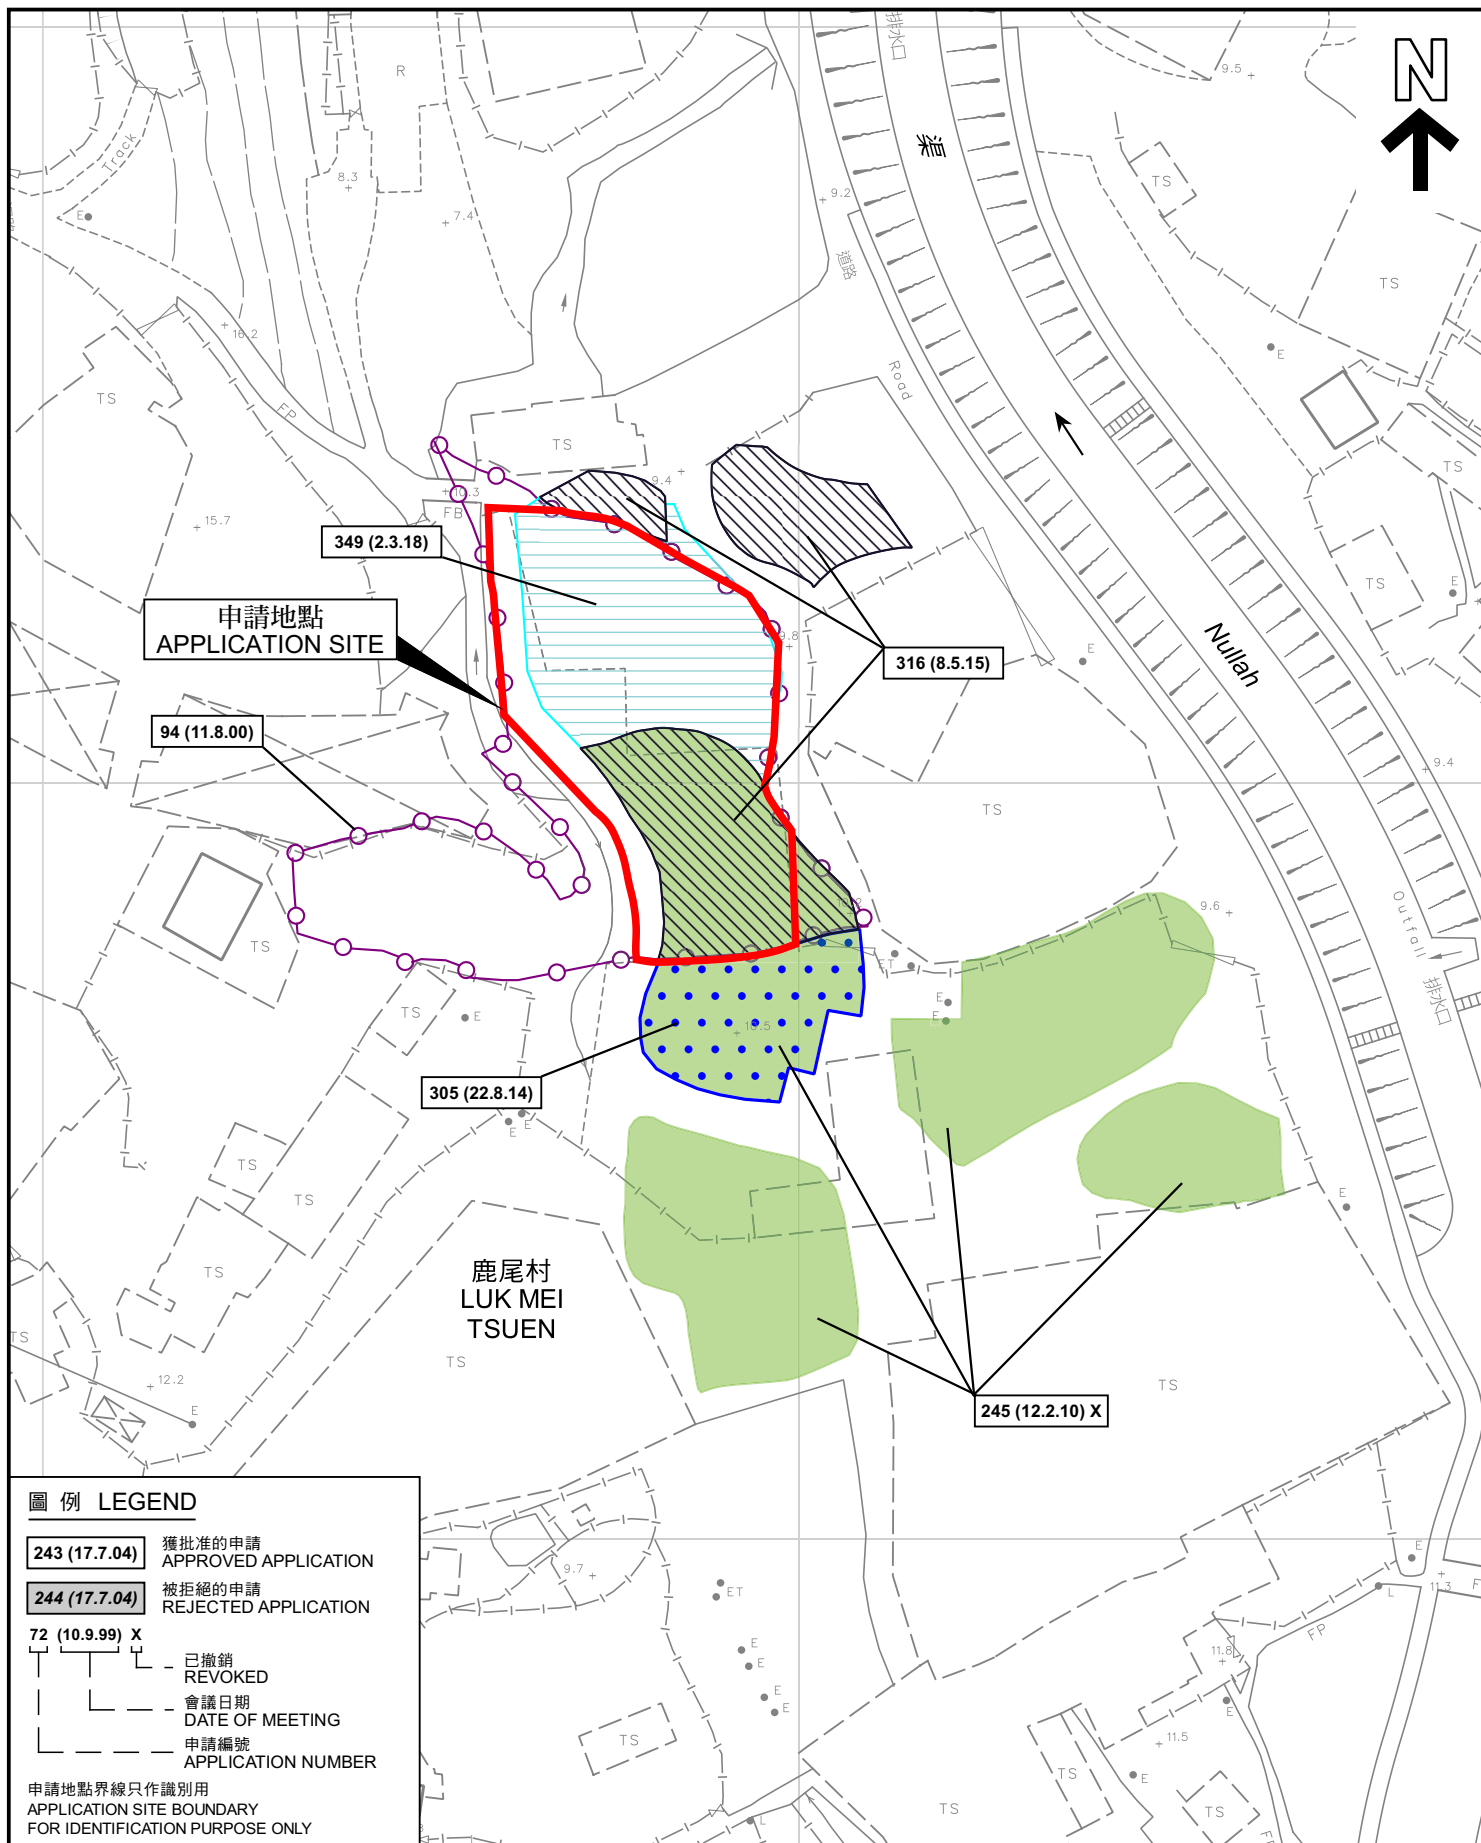 N
排水口
R
9.5
渠
Track
8.3
TS
9.2
E
7.4
道路
TS
16.2
E
TS
FP
Road
TS
9.4
TS
10.3
FB
15.7
349 (2.3.18)
TS
E
申請地點
APPLICATION SITE
9.8
316 (8.5.15)
E
Nullah
94 (11.8.00)
9.4
TS
10.2
9.6
Outfall
TS
ET
排水口
TS
E
E
E
10.5
305 (22.8.14)
E
E
TS
TS
E
鹿尾村
LUK MEI
TSUEN
TS
TS
TS
TS
12.2
E
245 (12.2.10) X
圖 例 LEGEND
243 (17.7.04)
獲批准的申請
APPROVED APPLICATION
244 (17.7.04)
被拒絕的申請
REJECTED APPLICATION
72 (10.9.99) X
已撤銷
REVOKED
會議日期
DATE OF MEETING
申請編號
APPLICATION NUMBER
申請地點界線只作識別用
APPLICATION SITE BOUNDARY
FOR IDENTIFICATION PURPOSE ONLY
9.7
ET
E
11.3
L
FP
E
11.8
E
E
E
E
TS
11.5
TS
E
TS
TS
L